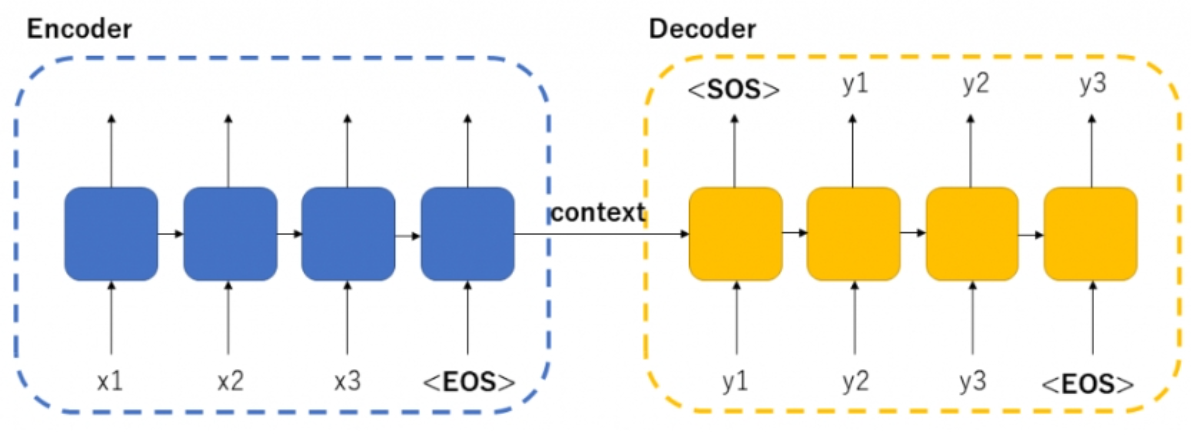 Encoder
Decoder
<SOS> y1 y2 y3
context
x1 x2 x3 <EOS>
y1 y2 y3 <EOS>